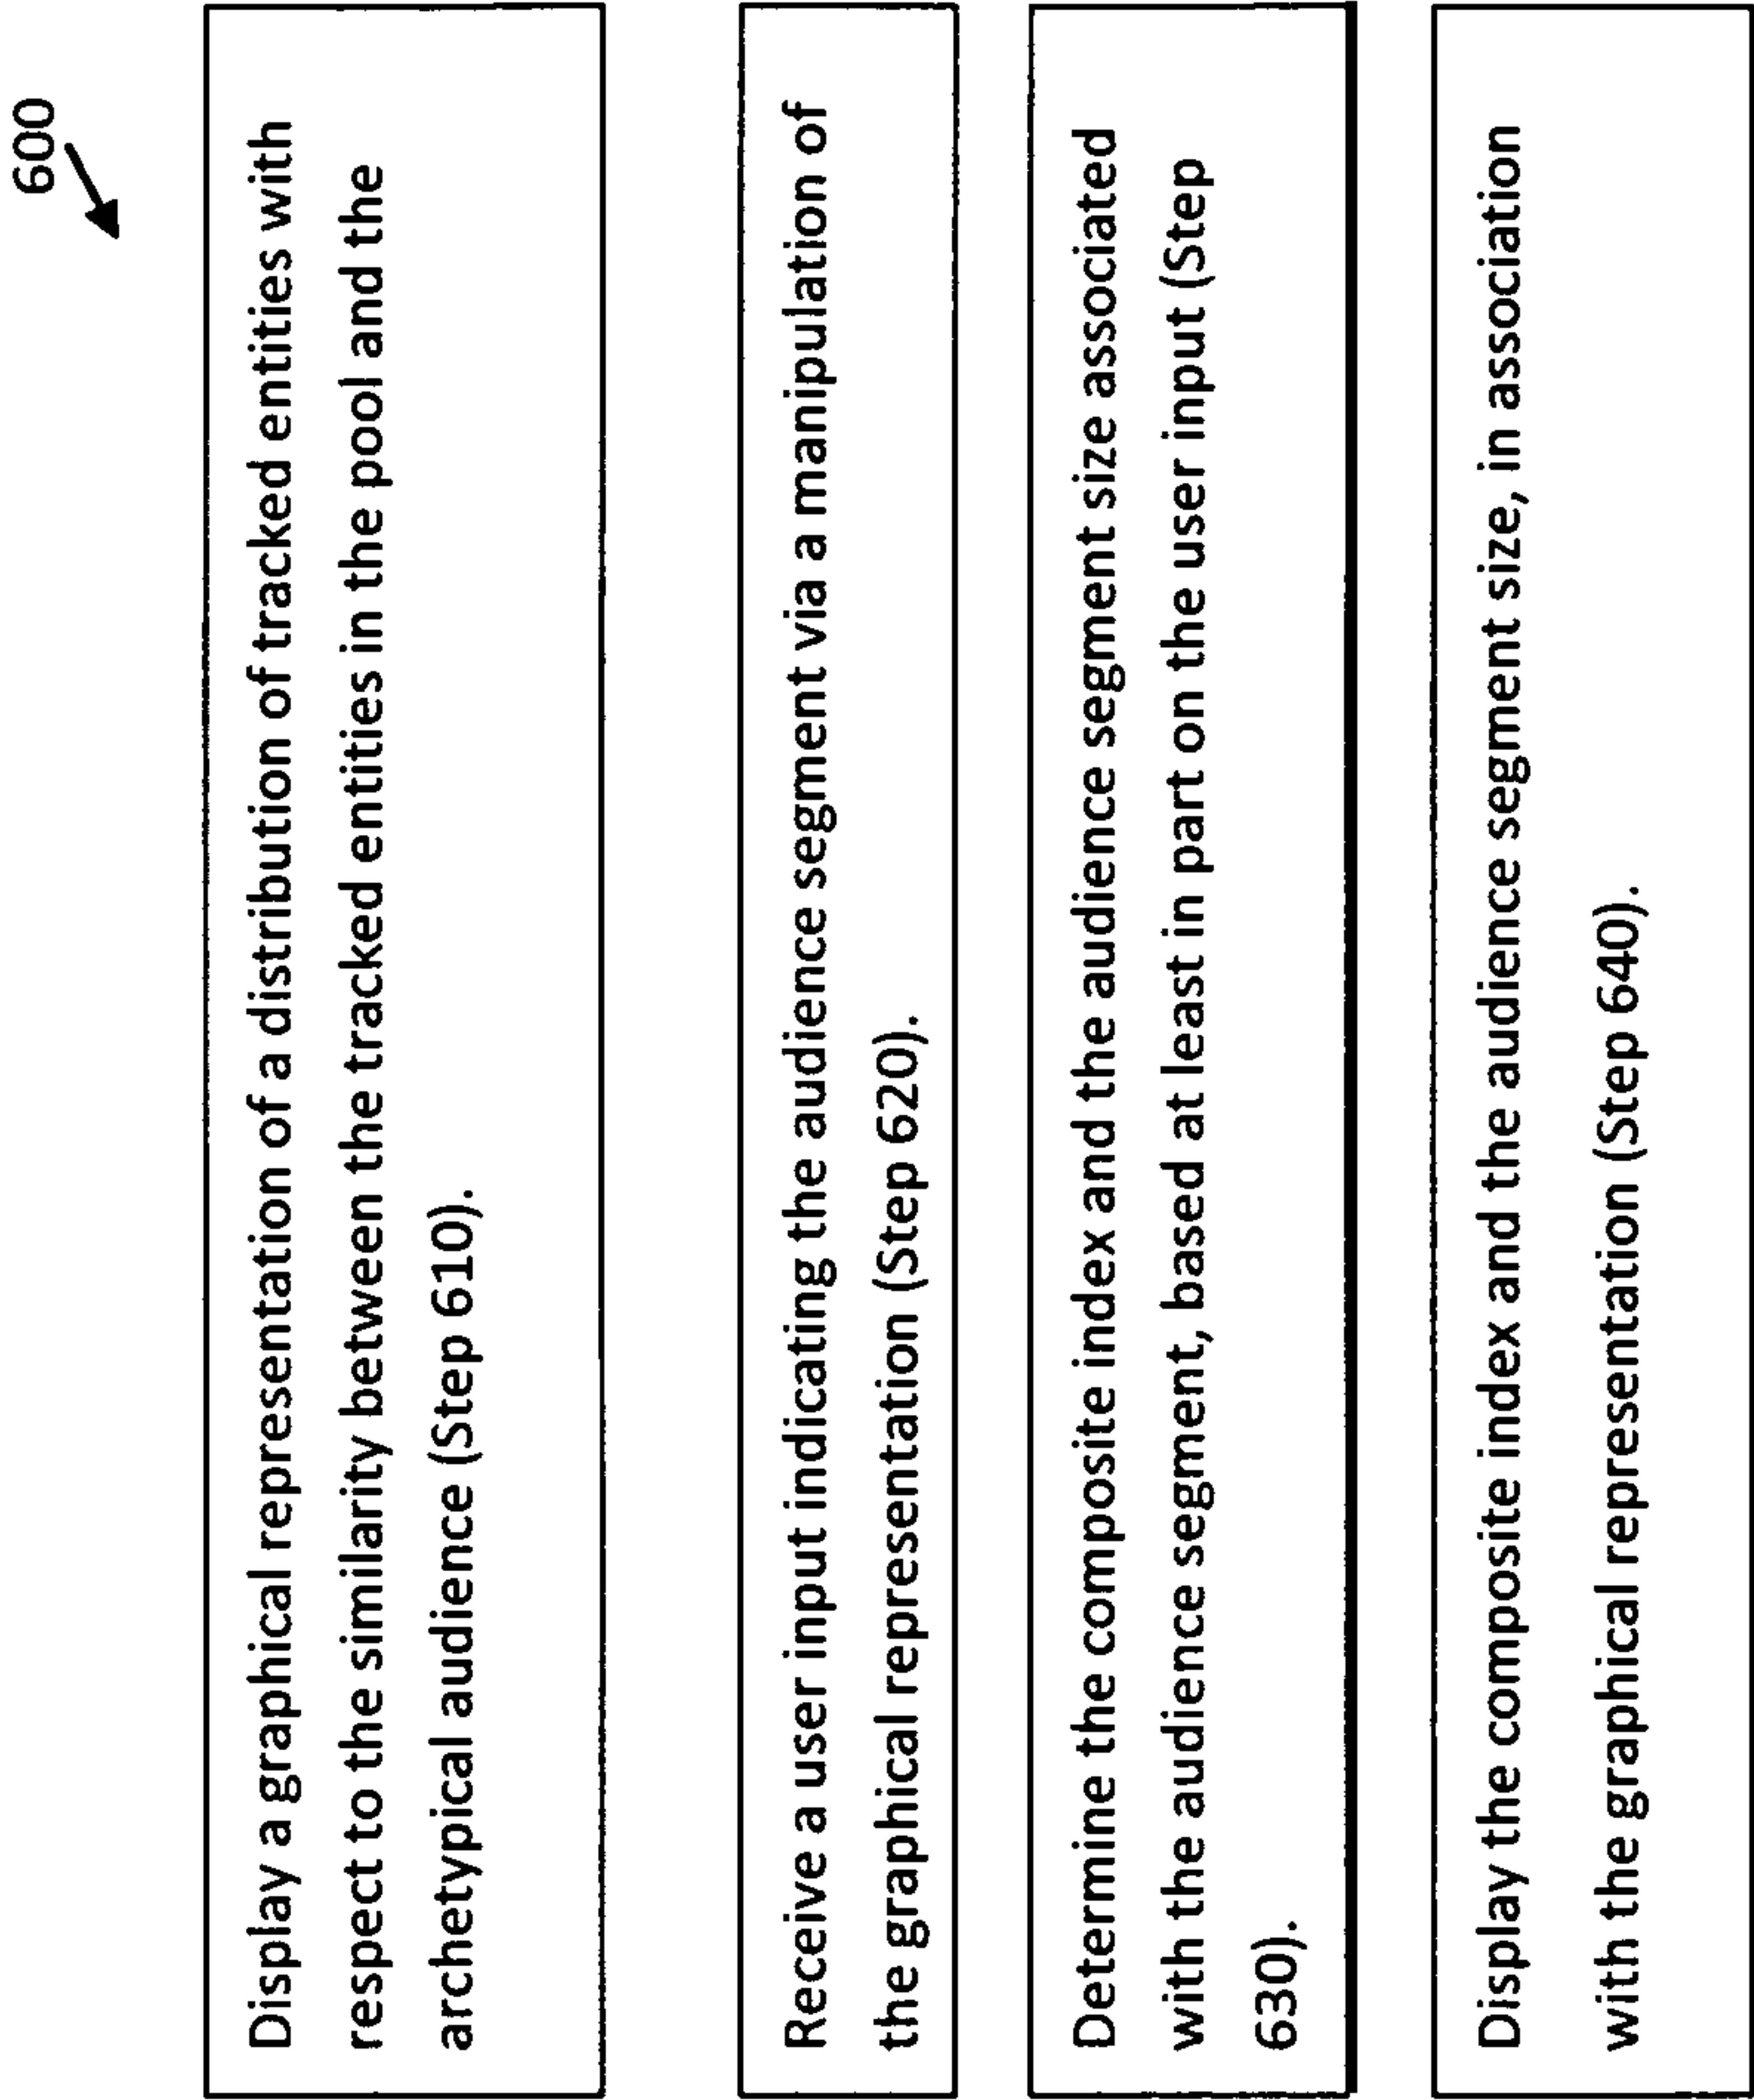 600
Display a graphical representation of a distribution of tracked entities with
respect to the similarity between the tracked entities in the pool and the
archetypical audience (Step 610).
Receive a user input indicating the audience segment via a manipulation of
the graphical representation (Step 620).
Determine the composite index and the audience segment size associated
with the audience segment, based at least in part on the user input (Step
630).
Display the composite index and the audience segment size, in association
with the graphical representation (Step 640).